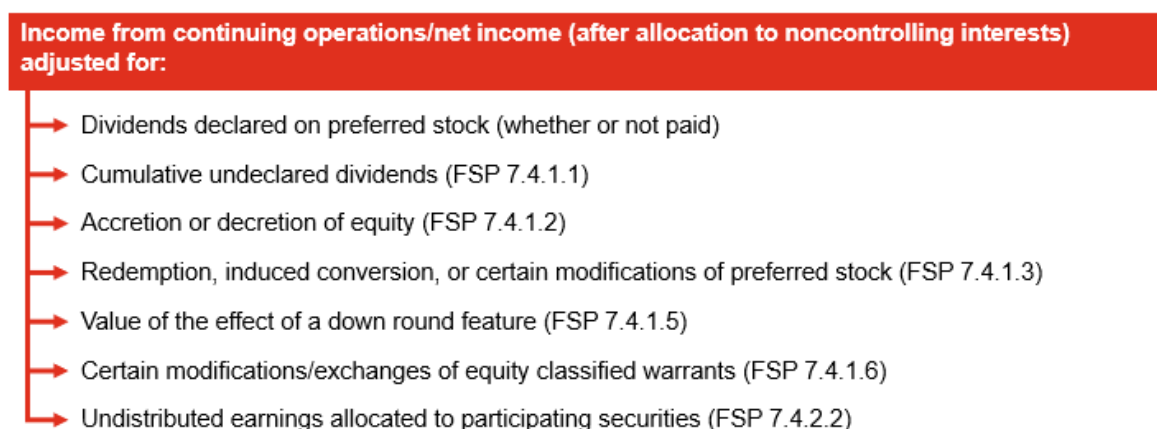 Income from continuing operations/net income (after allocation to noncontrolling interests)
adjusted for:
Dividends declared on preferred stock (whether or not paid)
Cumulative undeclared dividends (FSP 7.4.1.1)
Accretion or decretion of equity (FSP 7.4.1.2)
Redemption, induced conversion, or certain modifications of preferred stock (FSP 7.4.1.3)
Value of the effect of a down round feature (FSP 7.4.1.5)
Certain modifications/exchanges of equity classified warrants (FSP 7.4.1.6)
Undistributed earnings allocated to participating securities (FSP 7.4.2.2)